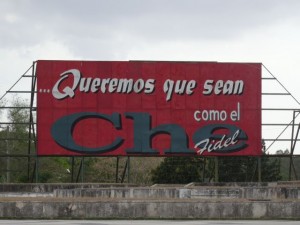 ...Queremos que sean
como el
Che
Fidel